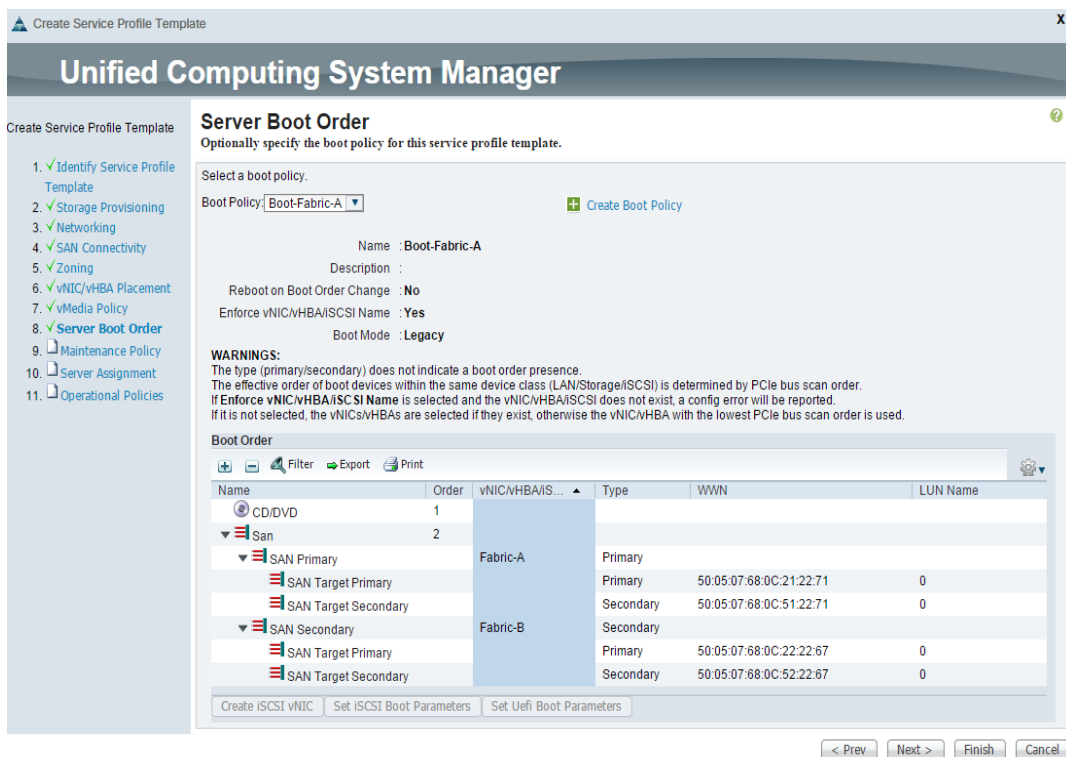 Create Service Profile Template
X
Unified Computing System Manager
Create Service Profile Template
1. Identify Service Profile
Template
2. Storage Provisioning
3. Networking
4. SAN Connectivity
5. Zoning
6. vNIC/vHBA Placement
7. vMedia Policy
8. Server Boot Order
9. Maintenance Policy
10. Server Assignment
11. Operational Policies
Server Boot Order
?
Optionally specify the boot policy for this service profile template.
Select a boot policy.
Boot Policy: Boot-Fabric-A
Create Boot Policy
Name : Boot-Fabric-A
Description :
Reboot on Boot Order Change : No
Enforce vNIC/vHBA/iSCSI Name : Yes
Boot Mode : Legacy
WARNINGS:
The type (primary/secondary) does not indicate a boot order presence.
The effective order of boot devices within the same device class (LAN/Storage/iSCSI) is determined by PCIe bus scan order.
If Enforce vNIC/vHBA/iSCSI Name is selected and the vNIC/vHBA/iSCSI does not exist, a config error will be reported.
If it is not selected, the vNICs/vHBAs are selected if they exist, otherwise the vNIC/vHBA with the lowest PCIe bus scan order is used.
Boot Order
Filter Export Print
Name Order vNIC/vHBA/iS... Type WWN LUN Name
CD/DVD 1
San 2
SAN Primary Fabric-A Primary
SAN Target Primary Primary 50:05:07:68:0C:21:22:71 0
SAN Target Secondary Secondary 50:05:07:68:0C:51:22:71 0
SAN Secondary Fabric-B Secondary
SAN Target Primary Primary 50:05:07:68:0C:22:22:67 0
SAN Target Secondary Secondary 50:05:07:68:0C:52:22:67 0
Create iSCSI vNIC Set iSCSI Boot Parameters Set Uefi Boot Parameters
< Prev Next > Finish Cancel